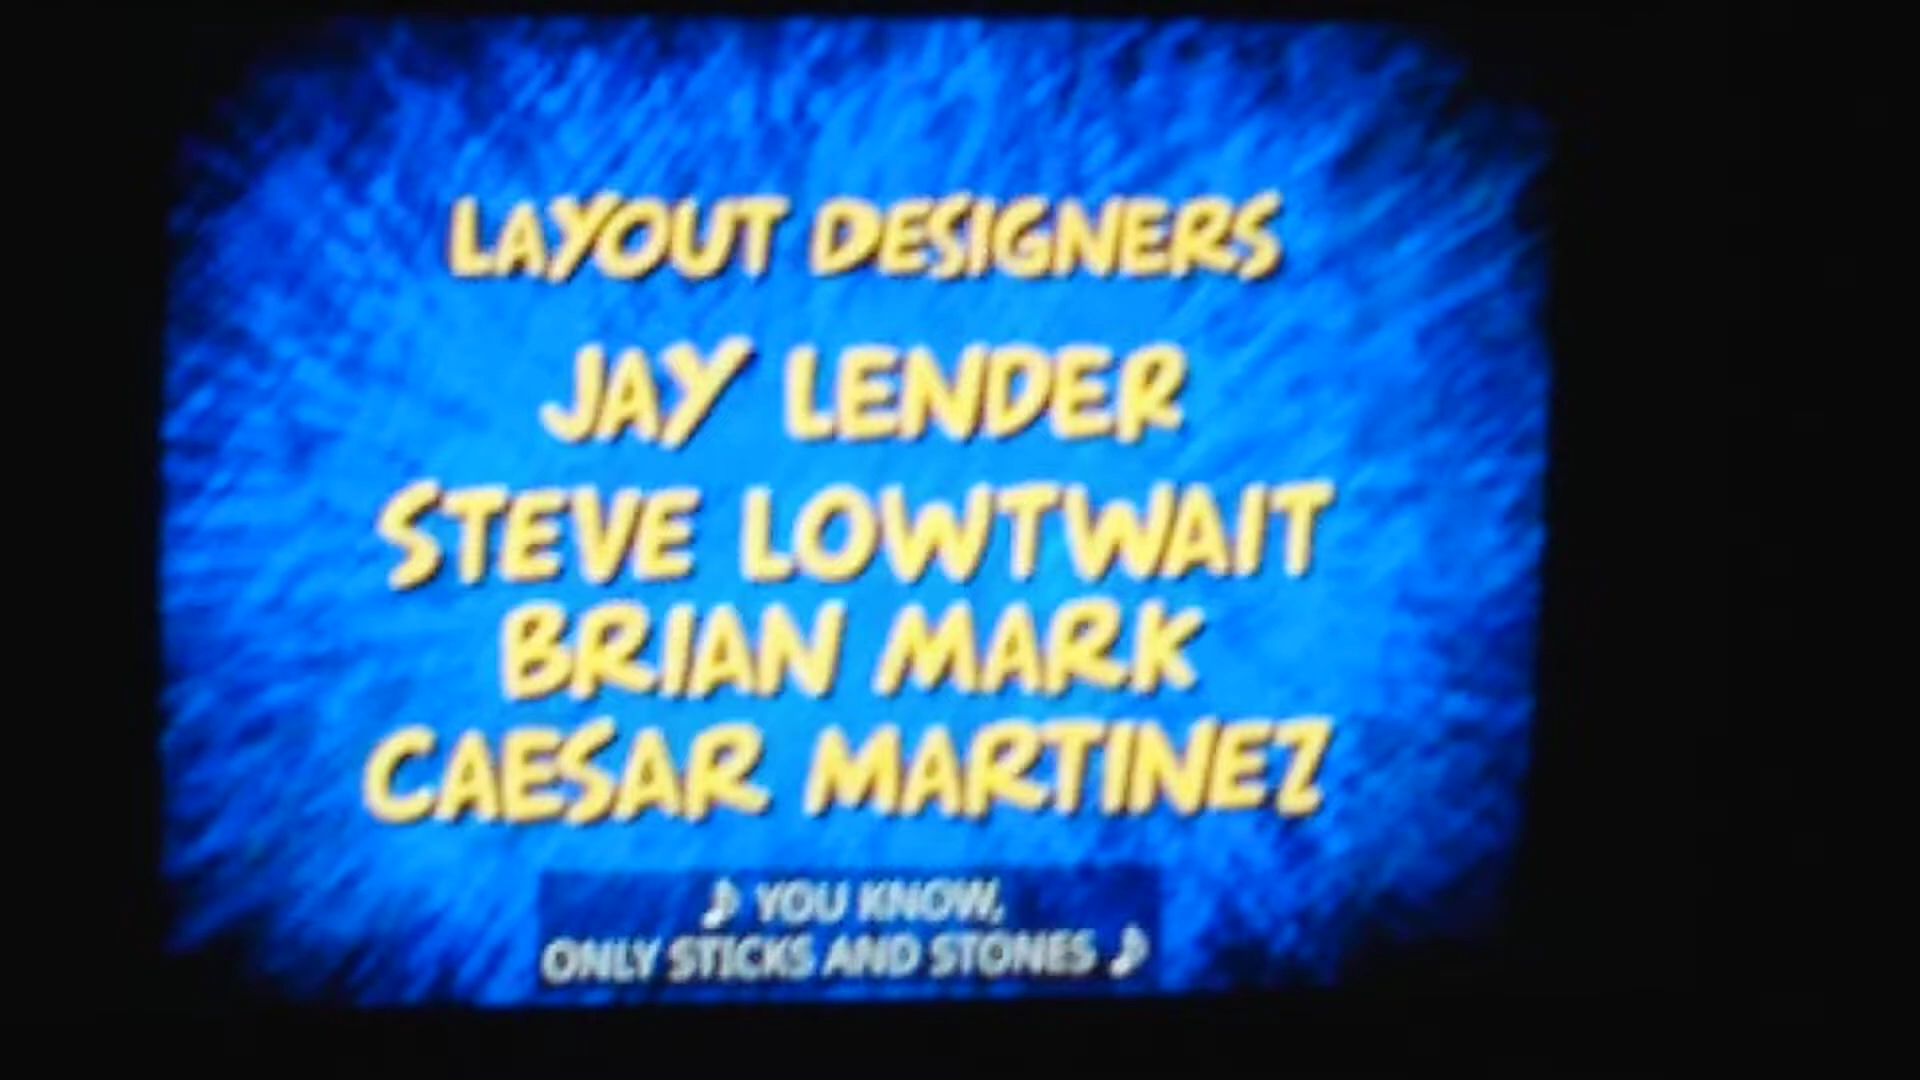 LAYOUT DESIGNERS
JAY LENDER
STEVE LOWTWAIT
BRIAN MARK
CAESAR MARTINEZ
♪ YOU KNOW,
ONLY STICKS AND STONES ♪